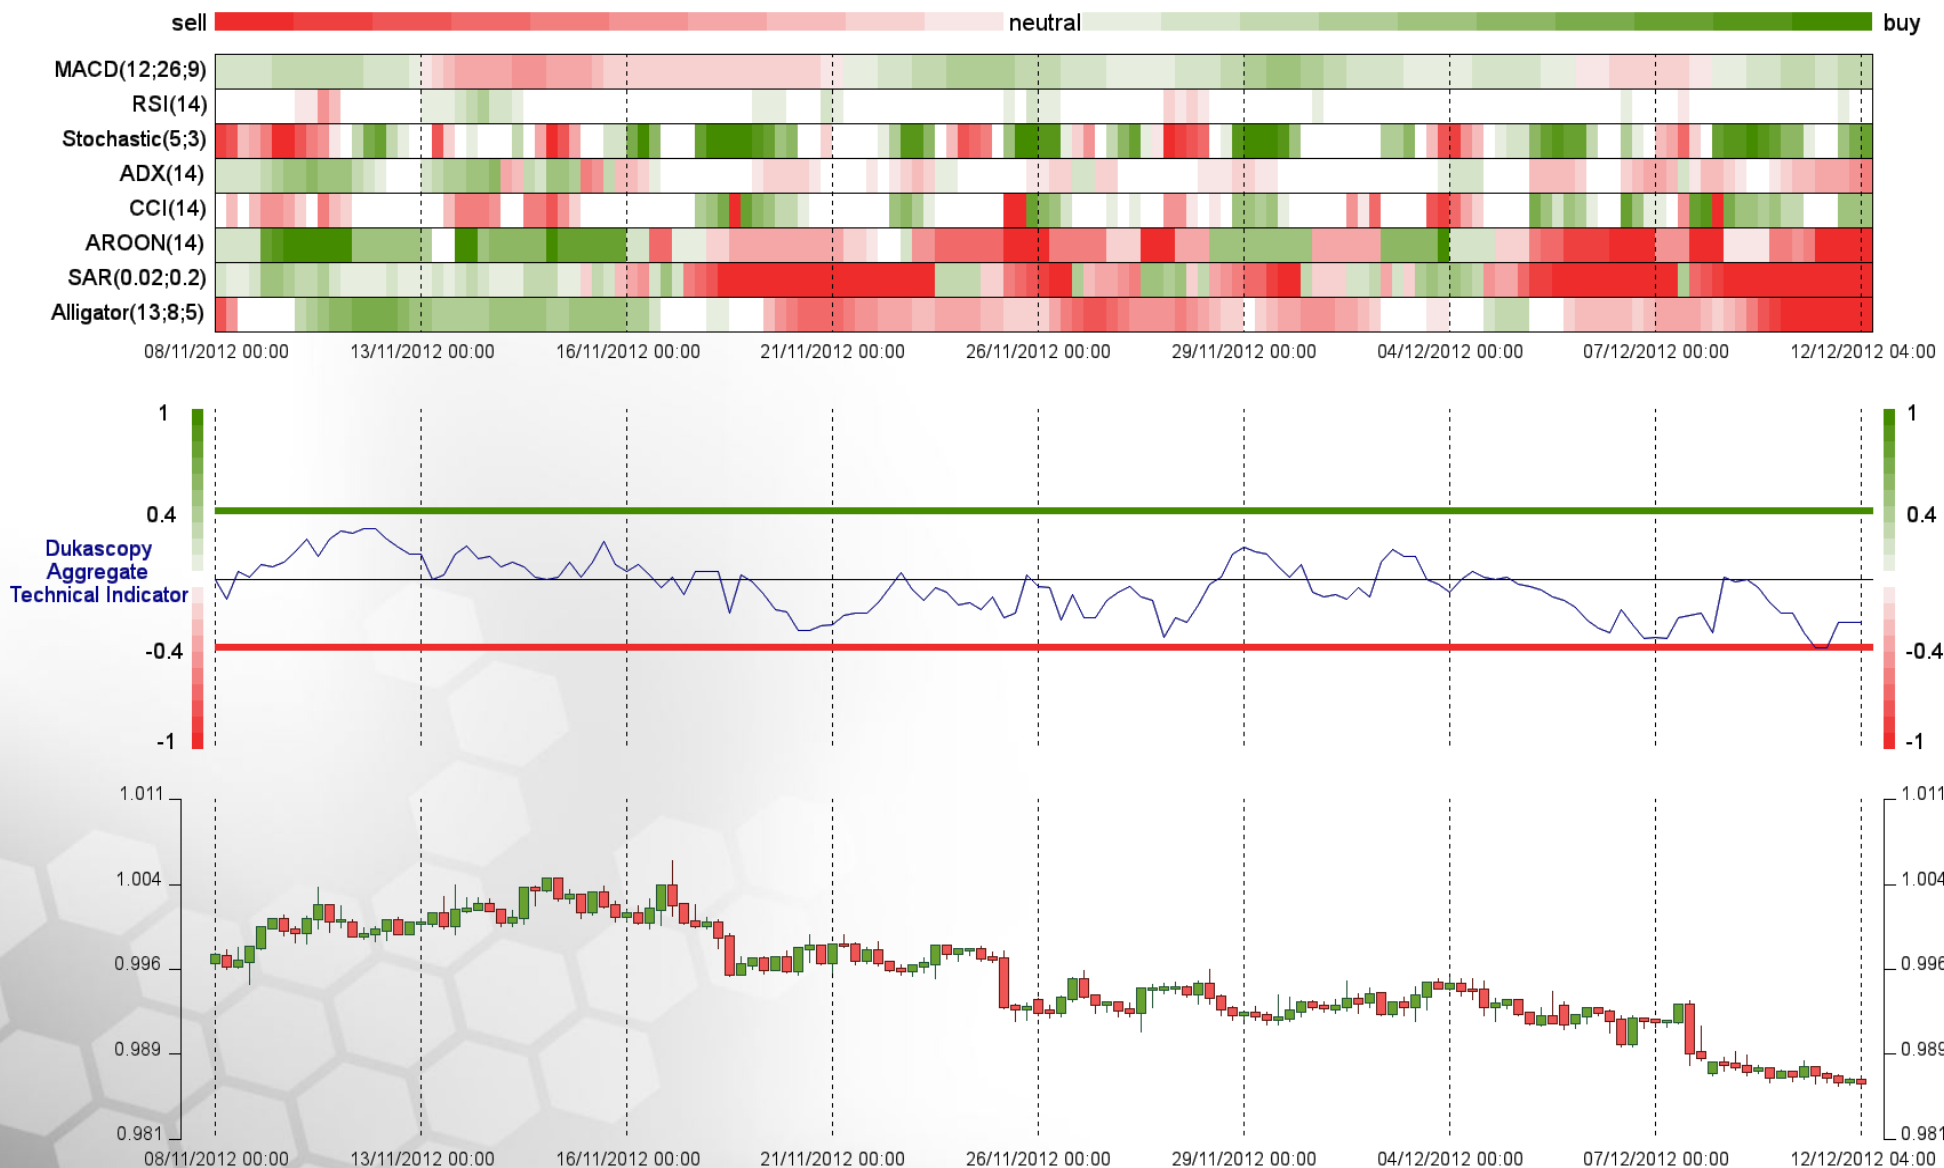 sell neutral buy
MACD(12;26;9)
RSI(14)
Stochastic(5;3)
ADX(14)
CCI(14)
AROON(14)
SAR(0.02;0.2)
Alligator(13;8;5)
08/11/2012 00:00 13/11/2012 00:00 16/11/2012 00:00 21/11/2012 00:00 26/11/2012 00:00 29/11/2012 00:00 04/12/2012 00:00 07/12/2012 00:00 12/12/2012 04:00
1 1
0.4 0.4
Dukascopy
Aggregate
Technical Indicator
-0.4 -0.4
-1 -1
1.011 1.011
1.004 1.004
0.996 0.996
0.989 0.989
0.981 0.981
08/11/2012 00:00 13/11/2012 00:00 16/11/2012 00:00 21/11/2012 00:00 26/11/2012 00:00 29/11/2012 00:00 04/12/2012 00:00 07/12/2012 00:00 12/12/2012 04:00